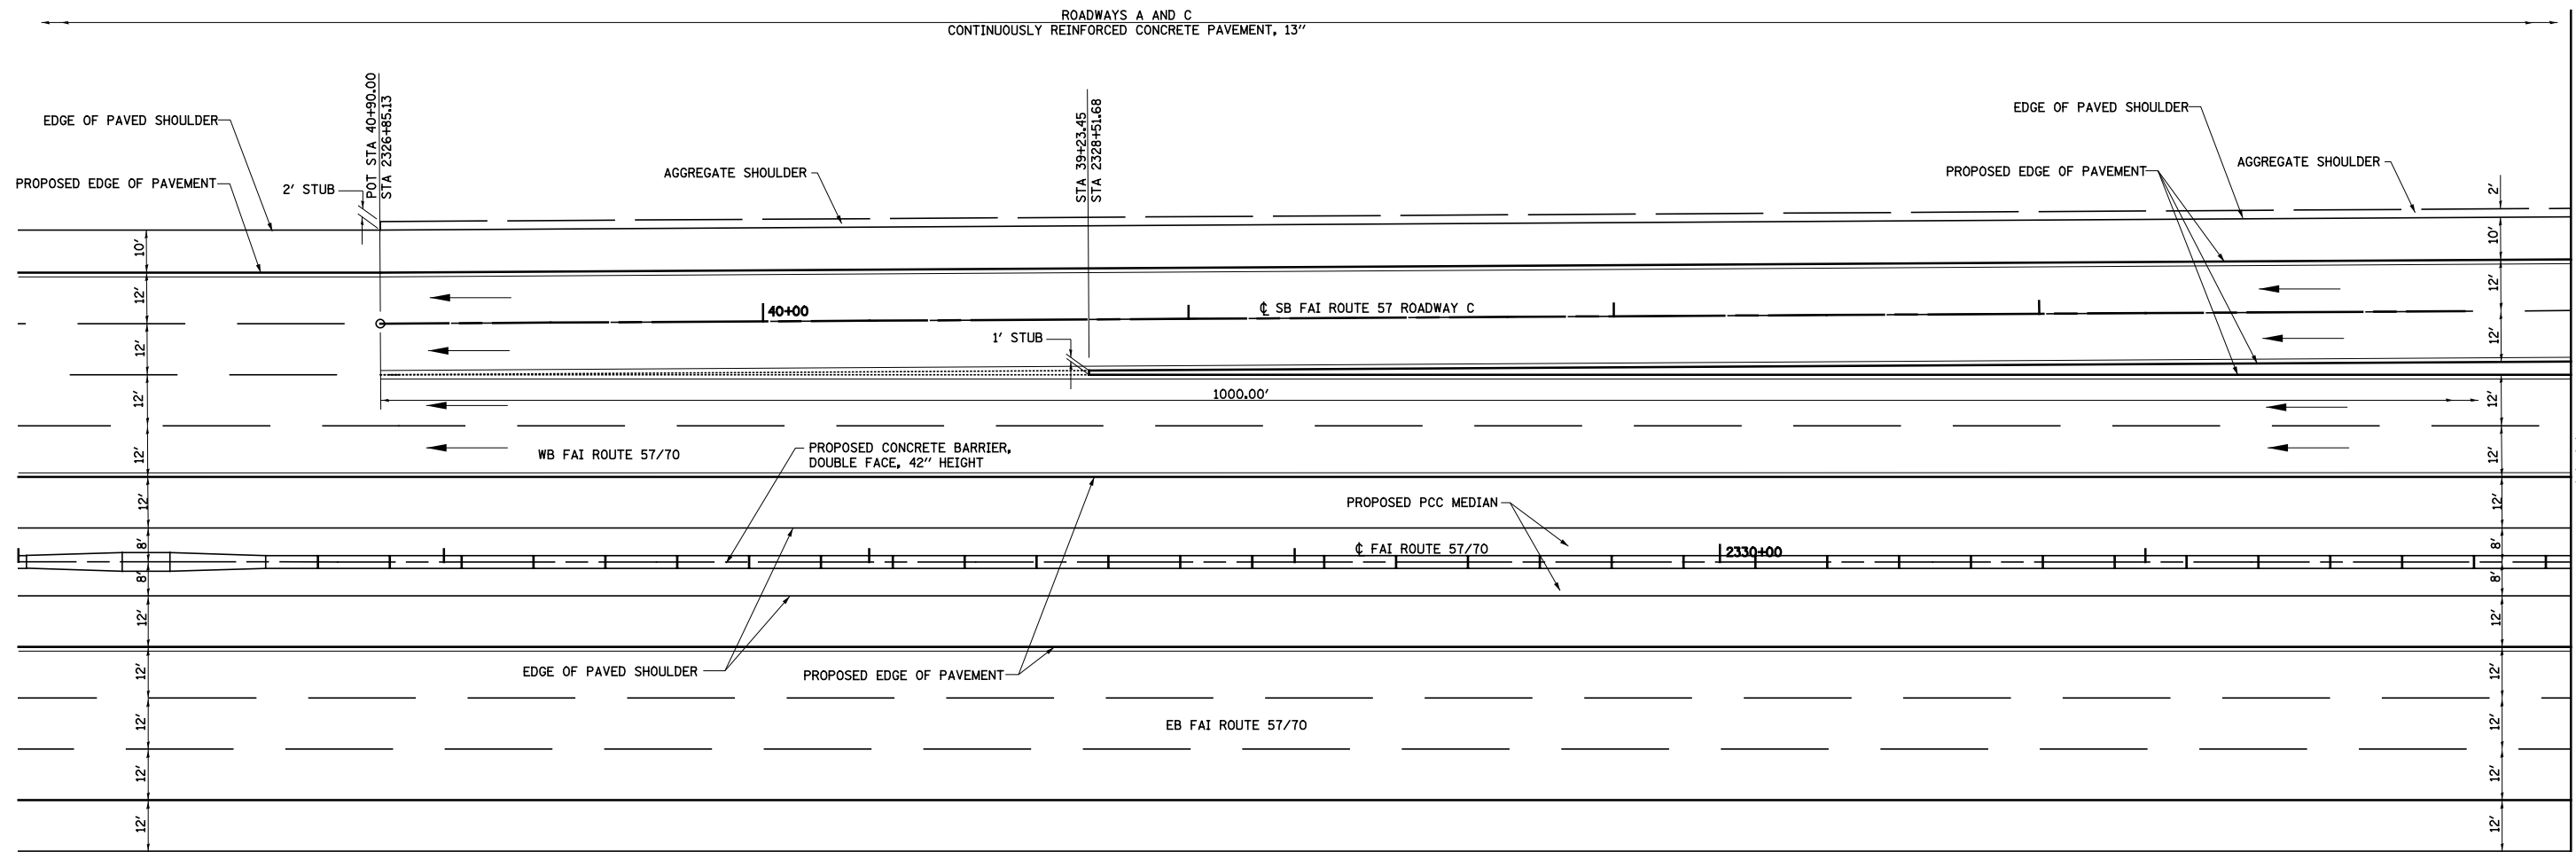 ROADWAYS A AND C
CONTINUOUSLY REINFORCED CONCRETE PAVEMENT, 13"
POT STA 40+90.00
STA 2326+85.13
STA 39+23.45
STA 2328+51.68
EDGE OF PAVED SHOULDER
EDGE OF PAVED SHOULDER
PROPOSED EDGE OF PAVEMENT
2' STUB
AGGREGATE SHOULDER
PROPOSED EDGE OF PAVEMENT
AGGREGATE SHOULDER
2'
10'
10'
12'
12'
40+00
℄ SB FAI ROUTE 57 ROADWAY C
1' STUB
12'
12'
1000.00'
12'
12'
WB FAI ROUTE 57/70
PROPOSED CONCRETE BARRIER,
DOUBLE FACE, 42" HEIGHT
12'
12'
PROPOSED PCC MEDIAN
12'
12'
8'
℄ FAI ROUTE 57/70
2330+00
8'
8'
8'
12'
12'
EDGE OF PAVED SHOULDER
PROPOSED EDGE OF PAVEMENT
12'
12'
EB FAI ROUTE 57/70
12'
12'
12'
12'
12'
12'